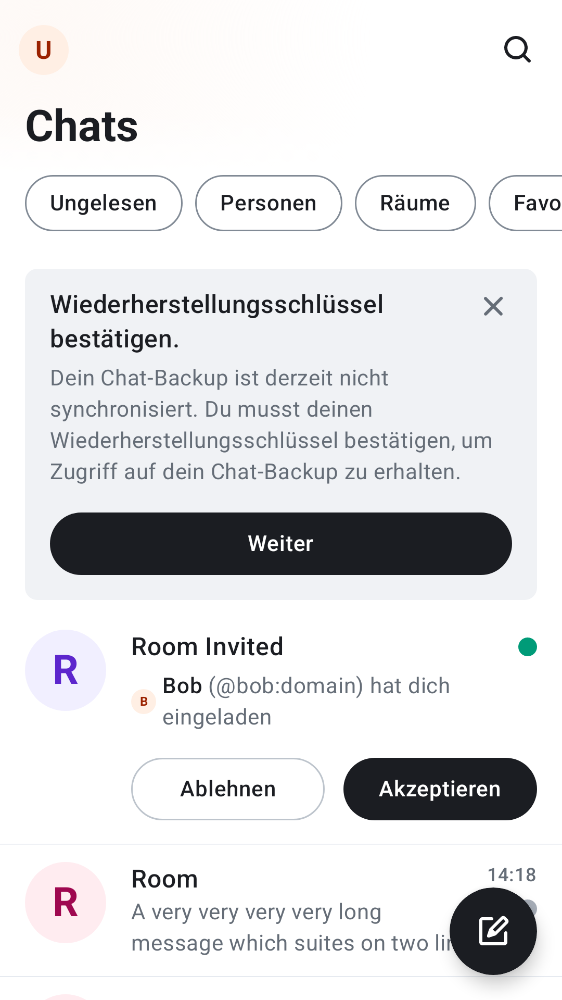 U
Chats
Ungelesen
Personen
Räume
Favo
Wiederherstellungsschlüssel
bestätigen.
Dein Chat-Backup ist derzeit nicht
synchronisiert. Du musst deinen
Wiederherstellungsschlüssel bestätigen, um
Zugriff auf dein Chat-Backup zu erhalten.
Weiter
R
Room Invited
B
Bob (@bob:domain) hat dich
eingeladen
Ablehnen
Akzeptieren
R
Room
14:18
A very very very very long
message which suites on two